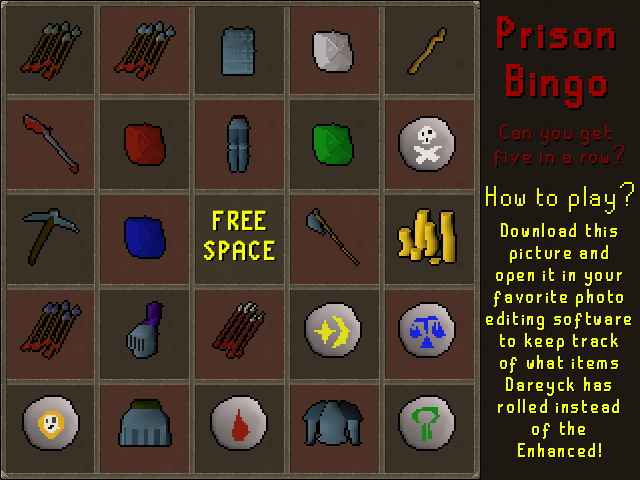 Prison
Bingo
Can you get
five in a row?
How to play?
Download this
picture and
open it in your
favorite photo
editing software
to keep track
of what items
Dareyck has
rolled instead
of the
Enhanced!
FREE
SPACE